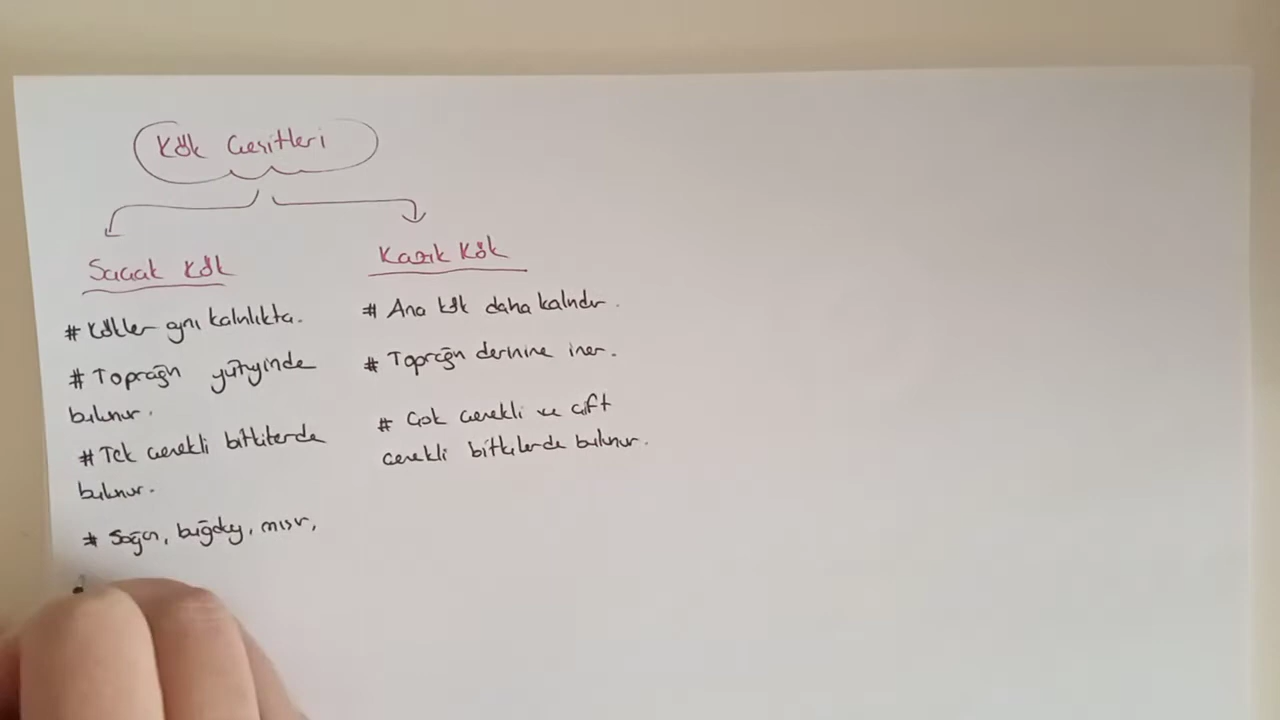 Kök Çeşitleri
Saçak Kök
# Kökler aynı kalınlıkta.
# Toprağın yüzeyinde
bulunur.
# Tek çenekli bitkilerde
bulunur.
# Soğan, buğday, mısır,
Kazık Kök
# Ana kök daha kalındır.
# Toprağın derinine iner.
# Çok çenekli ve çift
çenekli bitkilerde bulunur.